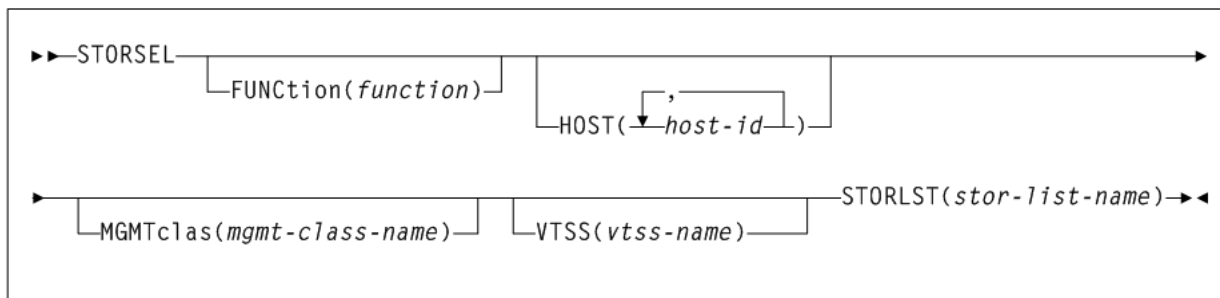 STORSEL
FUNCtion(function)
HOST(
,
host-id
)
MGMTclas(mgmt-class-name)
VTSS(vtss-name)
STORLST(stor-list-name)